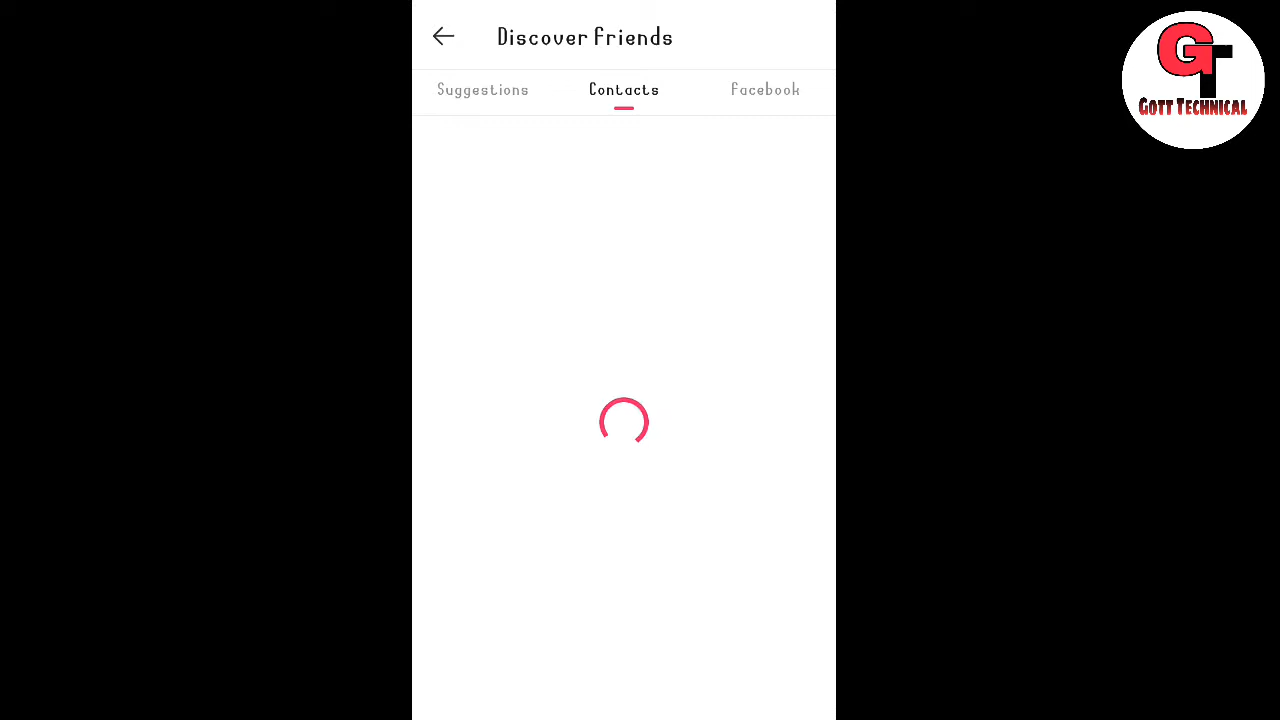 Discover Friends
Suggestions
Contacts
Facebook
GT
GOTT TECHNICAL